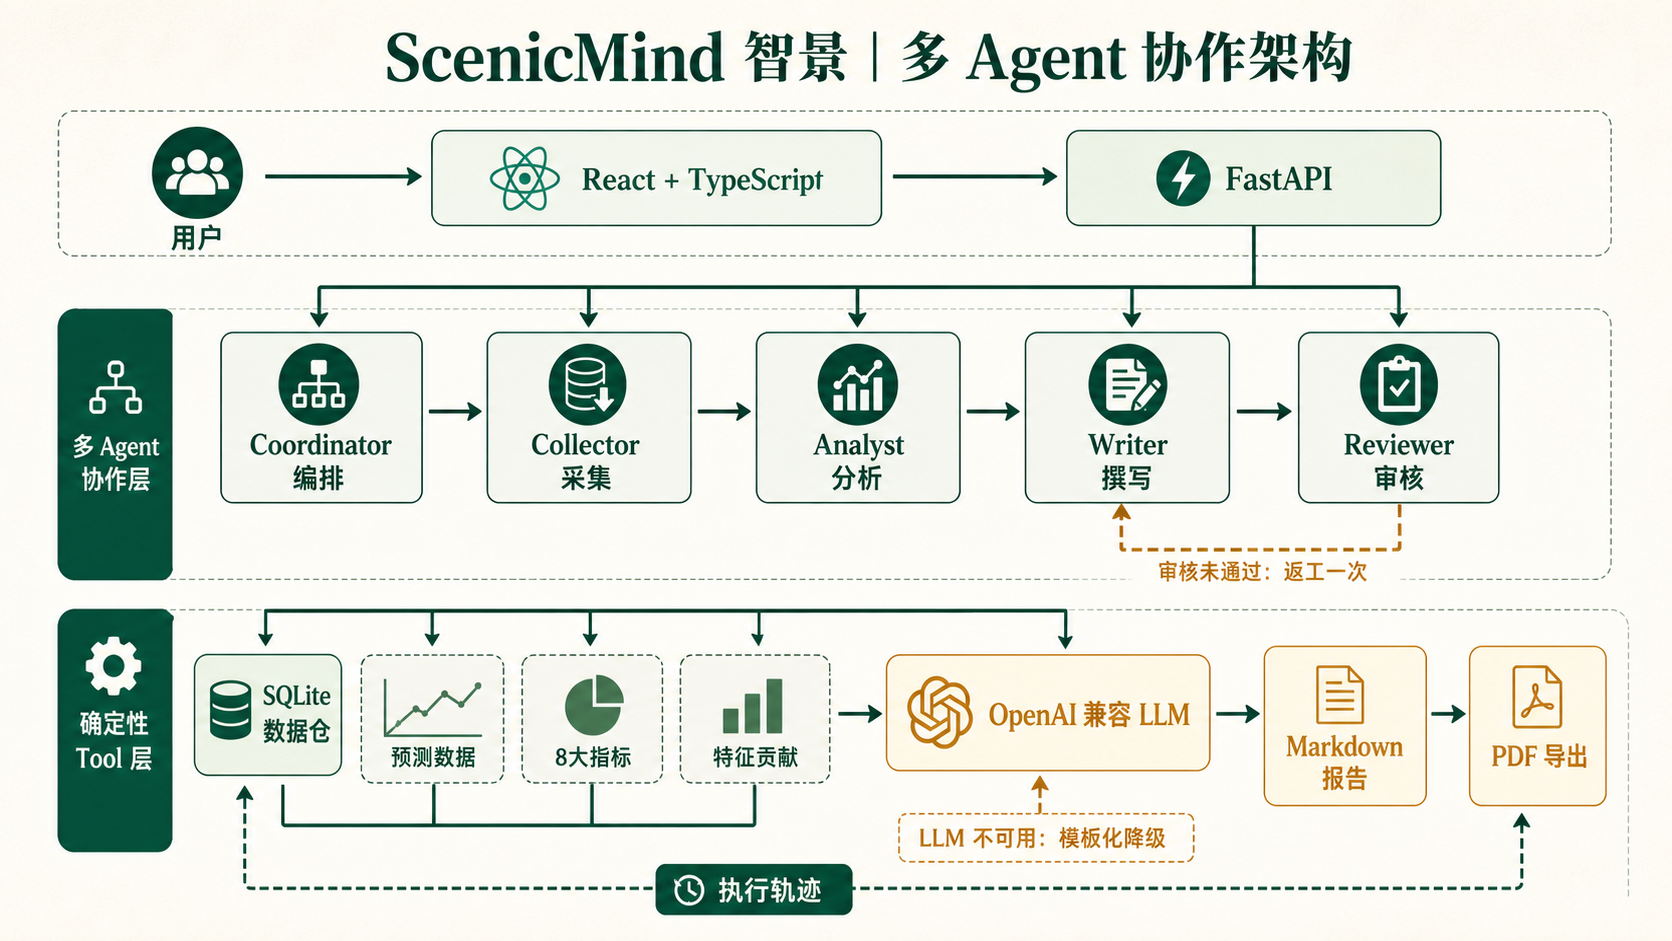 ScenicMind 智景｜多 Agent 协作架构
用户
React + TypeScript
FastAPI
多 Agent
协作层
Coordinator
编排
Collector
采集
Analyst
分析
Writer
撰写
Reviewer
审核
审核未通过：返工一次
确定性
Tool 层
SQLite
数据仓
预测数据
8大指标
特征贡献
OpenAI 兼容 LLM
Markdown
报告
PDF 导出
LLM 不可用：模板化降级
执行轨迹